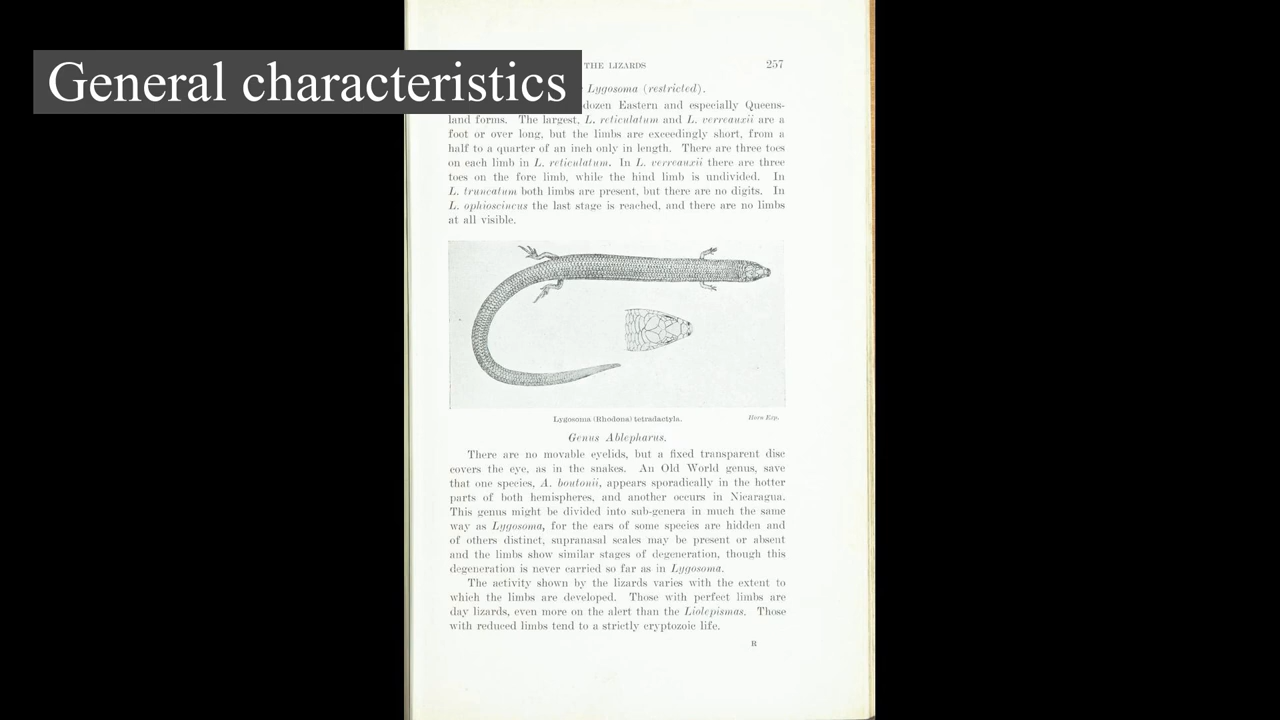 General characteristics
THE LIZARDS 257
Lygosoma (restricted).
dozen Eastern and especially Queens-
land forms. The largest, L. reticulatum and L. verreauxii are a
foot or over long, but the limbs are exceedingly short, from a
half to a quarter of an inch only in length. There are three toes
on each limb in L. reticulatum. In L. verreauxii there are three
toes on the fore limb, while the hind limb is undivided. In
L. truncatum both limbs are present, but there are no digits. In
L. ophioscincus the last stage is reached, and there are no limbs
at all visible.
Lygosoma (Rhodona) tetradactyla. Horn Exp.
Genus Ablepharus.
There are no movable eyelids, but a fixed transparent disc
covers the eye, as in the snakes. An Old World genus, save
that one species, A. boutonii, appears sporadically in the hotter
parts of both hemispheres, and another occurs in Nicaragua.
This genus might be divided into sub-genera in much the same
way as Lygosoma, for the ears of some species are hidden and
of others distinct, supranasal scales may be present or absent
and the limbs show similar stages of degeneration, though this
degeneration is never carried so far as in Lygosoma.
The activity shown by the lizards varies with the extent to
which the limbs are developed. Those with perfect limbs are
day lizards, even more on the alert than the Liolepismas. Those
with reduced limbs tend to a strictly cryptozoic life.
R